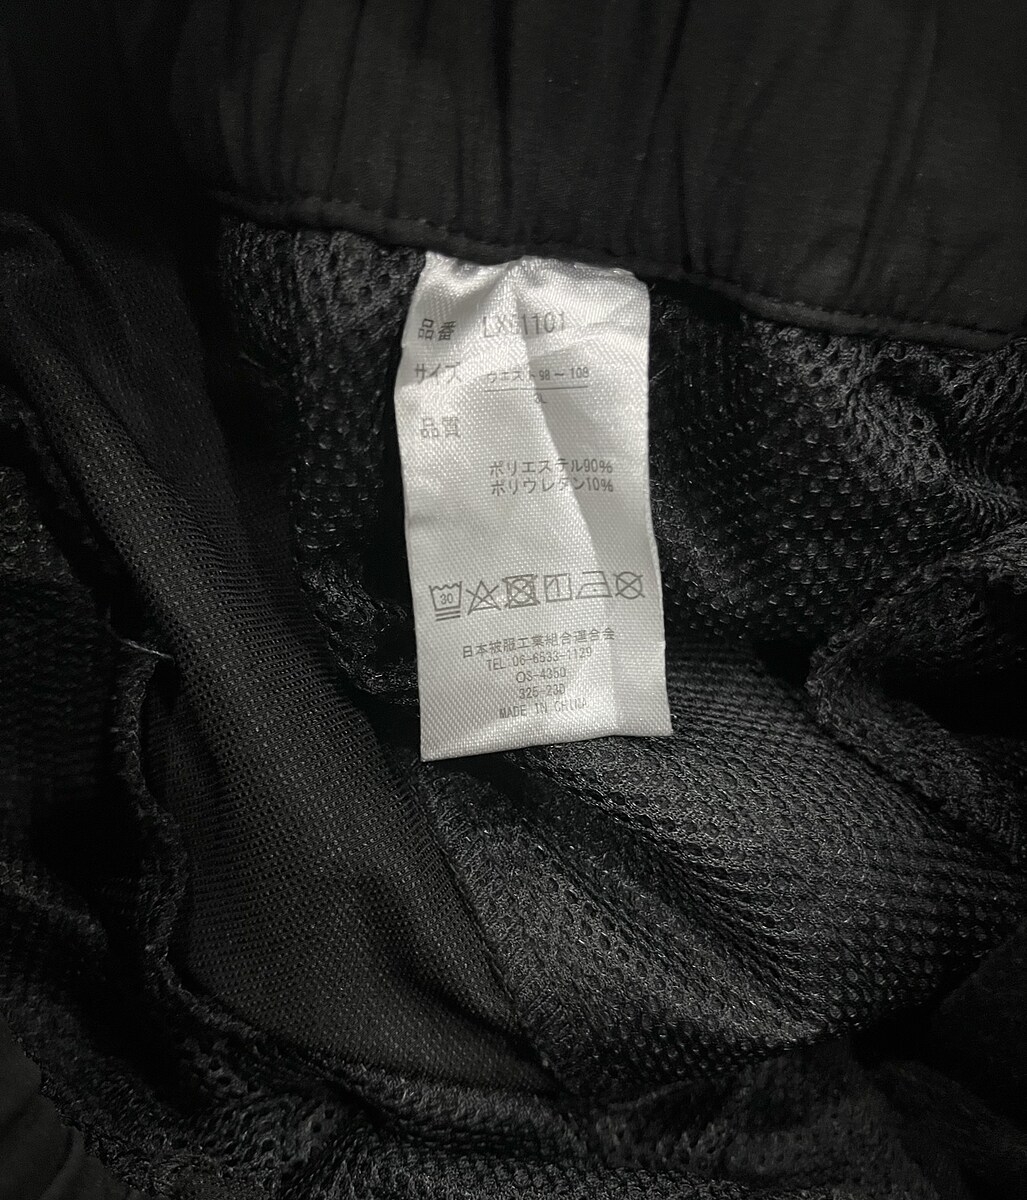 品番 LX61101
サイズ ウエスト 98～108
品質
ポリエステル90%
ポリウレタン10%
30
日本被服工業組合連合会
TEL:06-6533-1129
OS-4350
325-230
MADE IN CHINA